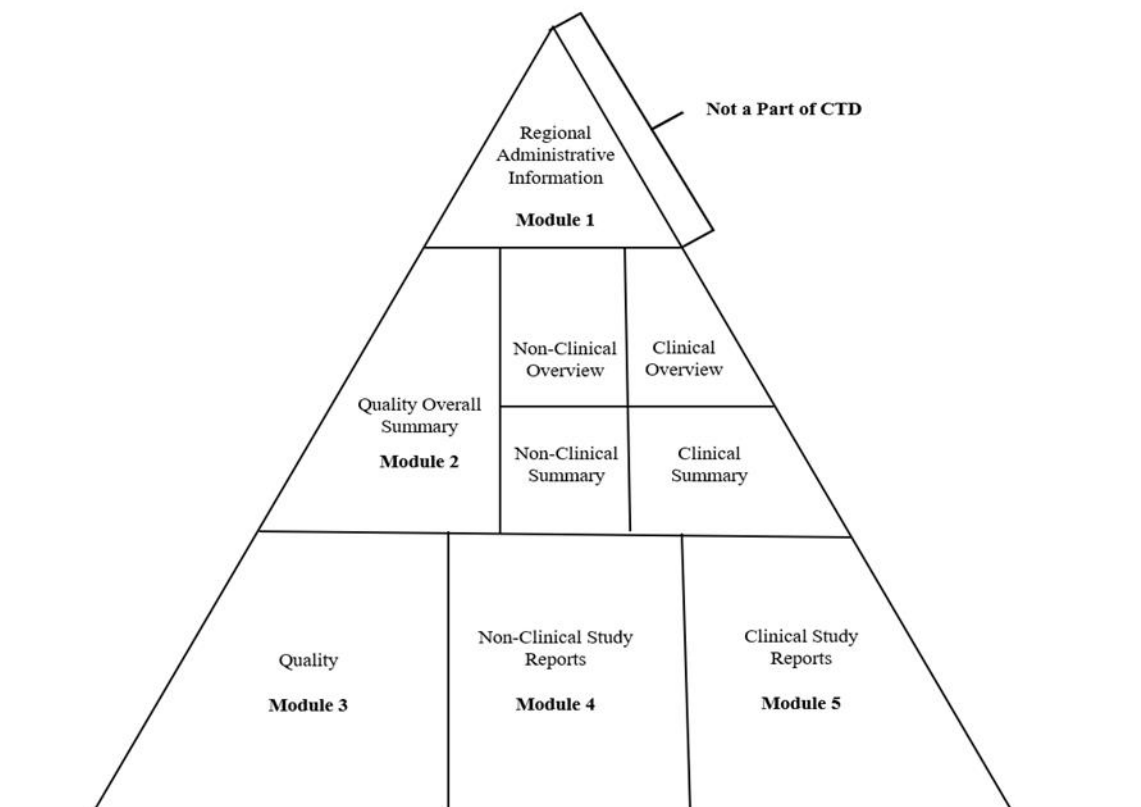 Not a Part of CTD
Regional
Administrative
Information
Module 1
Non-Clinical
Overview
Clinical
Overview
Quality Overall
Summary
Module 2
Non-Clinical
Summary
Clinical
Summary
Quality
Module 3
Non-Clinical Study
Reports
Module 4
Clinical Study
Reports
Module 5